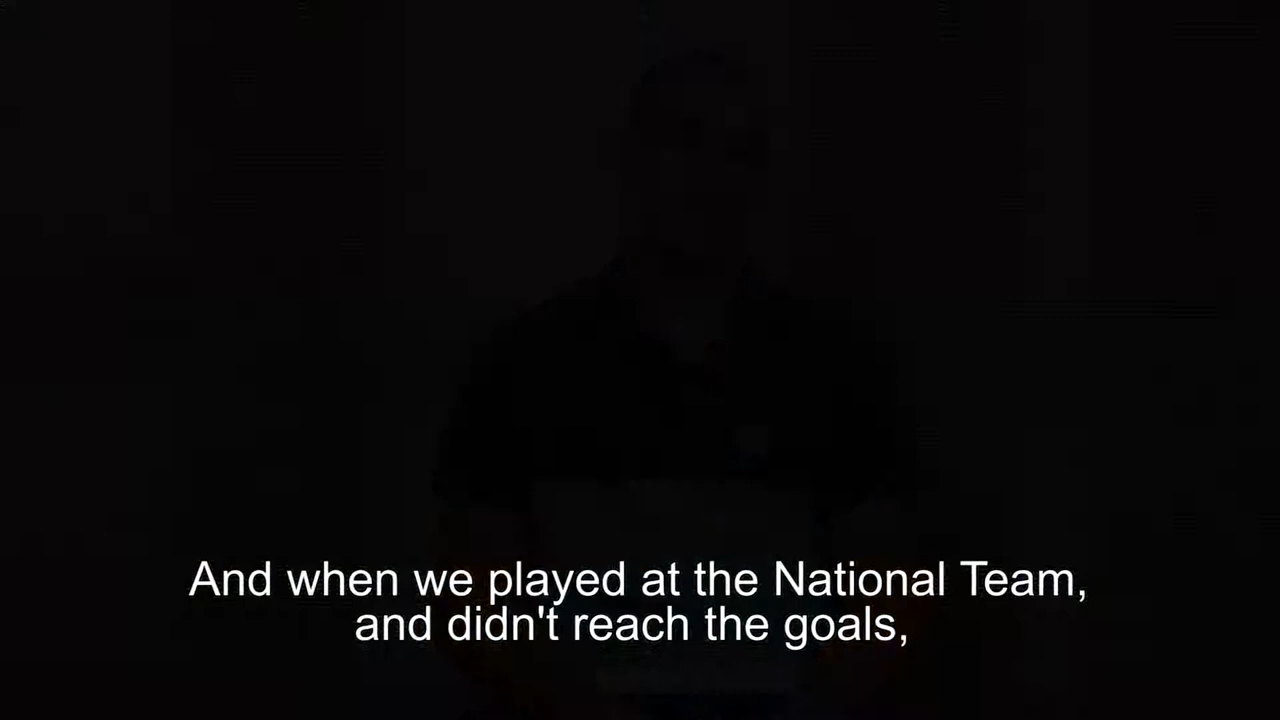 And when we played at the National Team,
and didn't reach the goals,